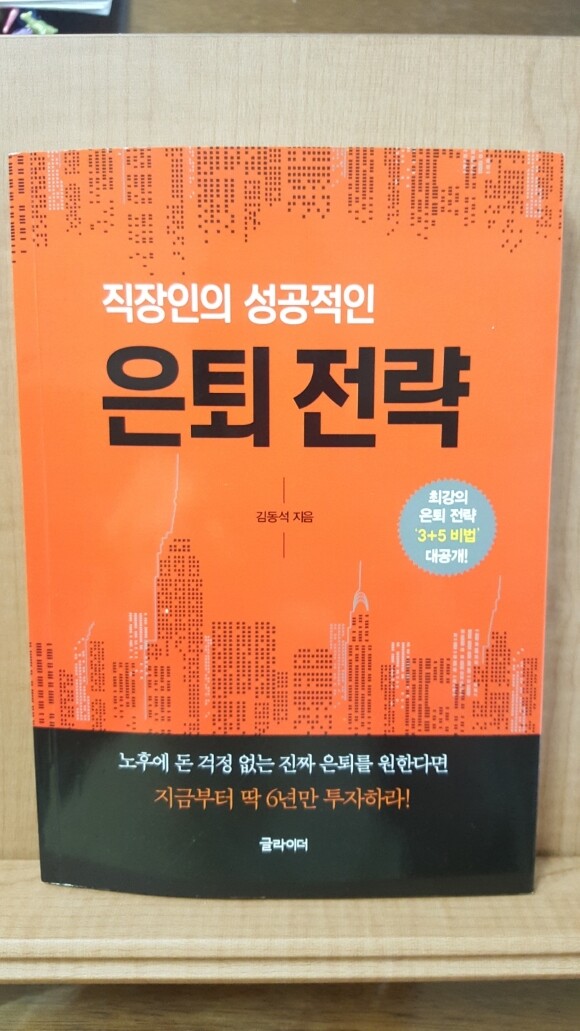 직장인의 성공적인
은퇴 전략
김동석 지음
최강의
은퇴 전략
'3+5 비법'
대공개!
노후에 돈 걱정 없는 진짜 은퇴를 원한다면
지금부터 딱 6년만 투자하라!
글라이더